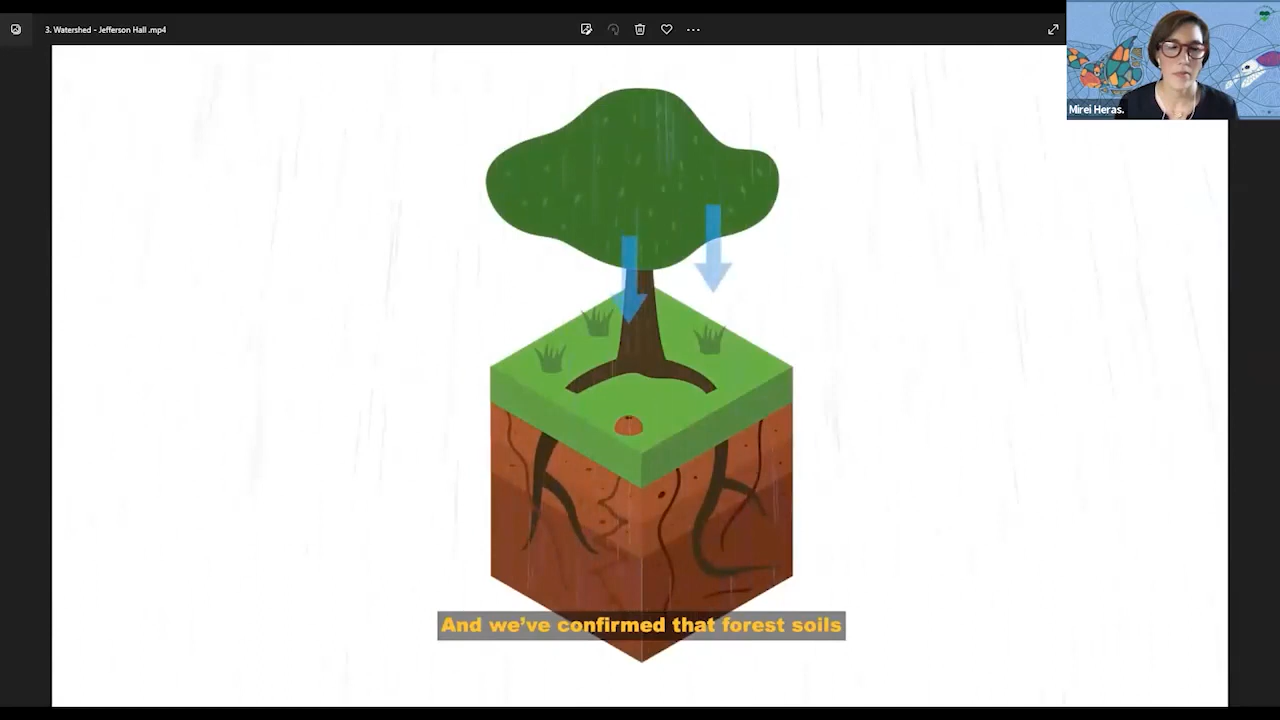 3. Watershed - Jefferson Hall .mp4
Mirei Heras.
And we've confirmed that forest soils